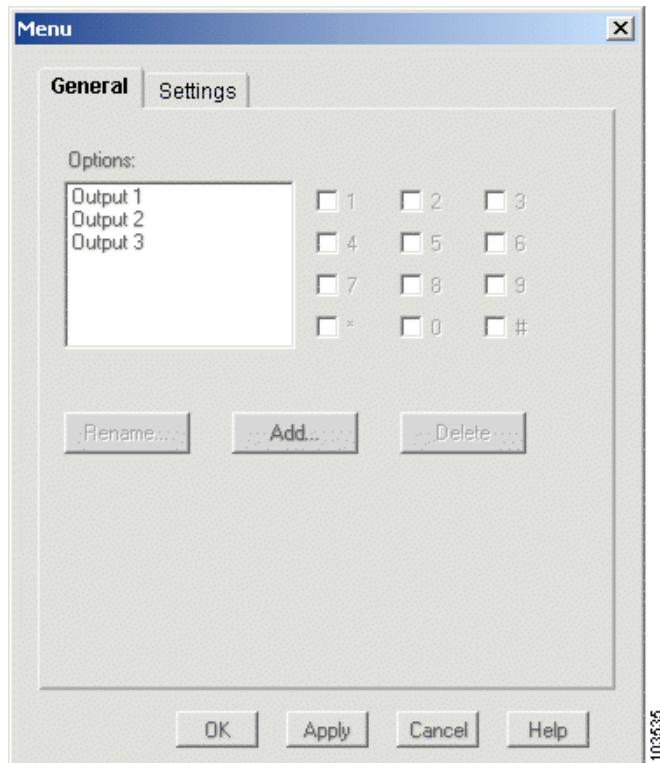 Menu
General Settings
Options:
Output 1
Output 2
Output 3
1 2 3
4 5 6
7 8 9
* 0 #
Rename... Add... Delete
OK Apply Cancel Help
103535